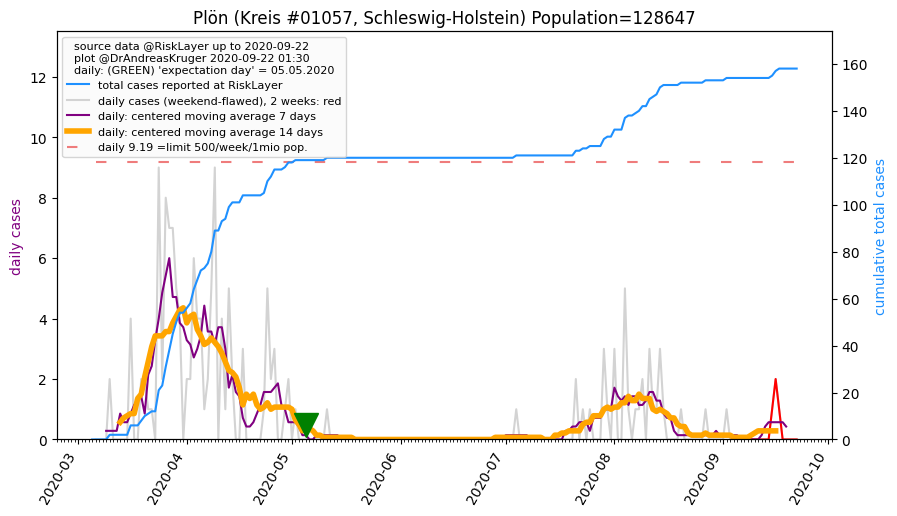 Plön (Kreis #01057, Schleswig-Holstein) Population=128647
source data @RiskLayer up to 2020-09-22
plot @DrAndreasKruger 2020-09-22 01:30
daily: (GREEN) 'expectation day' = 05.05.2020
total cases reported at RiskLayer
daily cases (weekend-flawed), 2 weeks: red
daily: centered moving average 7 days
daily: centered moving average 14 days
daily 9.19 =limit 500/week/1mio pop.
daily cases
12
10
8
6
4
2
0
160
140
120
100
80
60
40
20
0
cumulative total cases
2020-03
2020-04
2020-05
2020-06
2020-07
2020-08
2020-09
2020-10